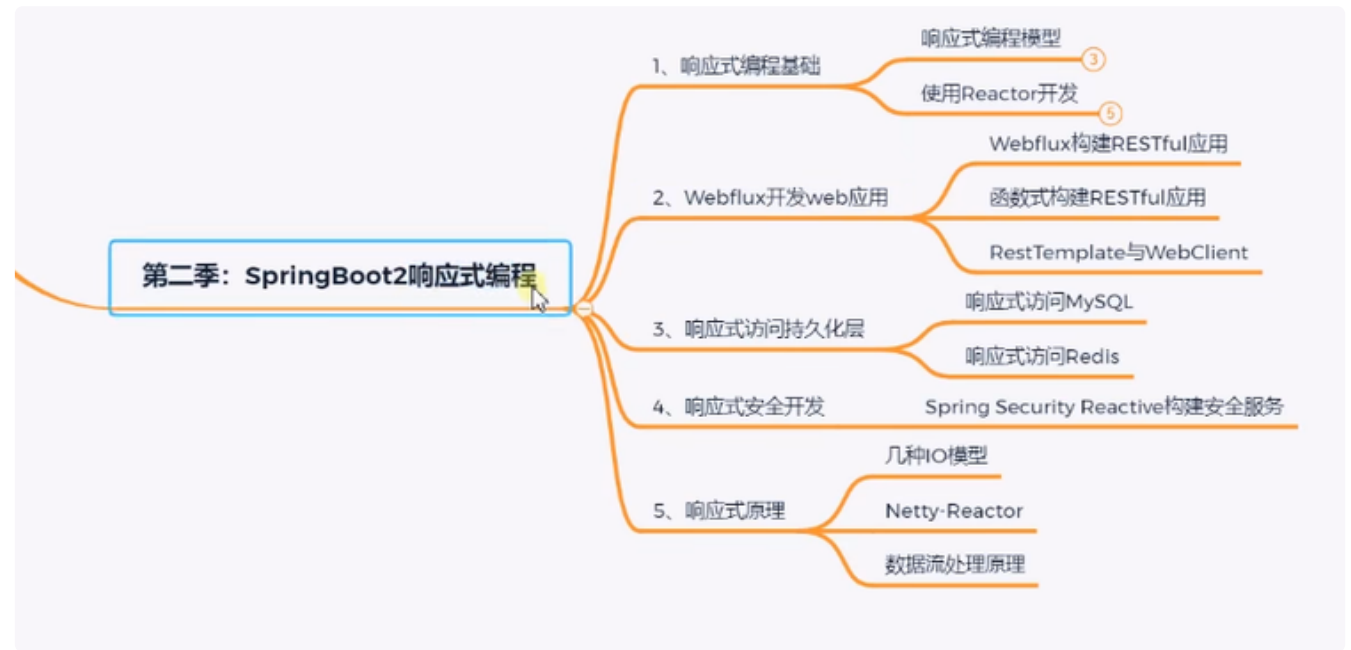 第二季：SpringBoot2响应式编程
1、响应式编程基础
响应式编程模型
3
使用Reactor开发
5
2、Webflux开发web应用
Webflux构建RESTful应用
函数式构建RESTful应用
RestTemplate与WebClient
3、响应式访问持久化层
响应式访问MySQL
响应式访问Redis
4、响应式安全开发
Spring Security Reactive构建安全服务
5、响应式原理
几种IO模型
Netty-Reactor
数据流处理原理